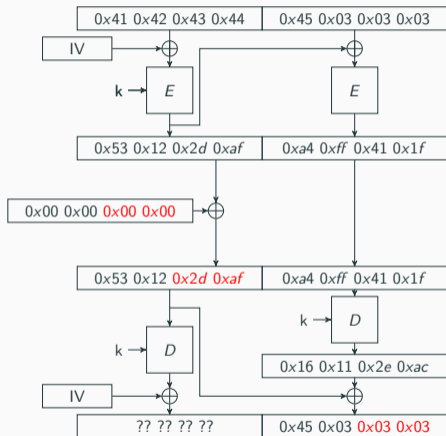 0x41 0x42 0x43 0x44 0x45 0x03 0x03 0x03
IV
k E E
0x53 0x12 0x2d 0xaf 0xa4 0xff 0x41 0x1f
0x00 0x00 0x00 0x00
0x53 0x12 0x2d 0xaf 0xa4 0xff 0x41 0x1f
k D
k D
0x16 0x11 0x2e 0xac
IV
?? ?? ?? ?? 0x45 0x03 0x03 0x03